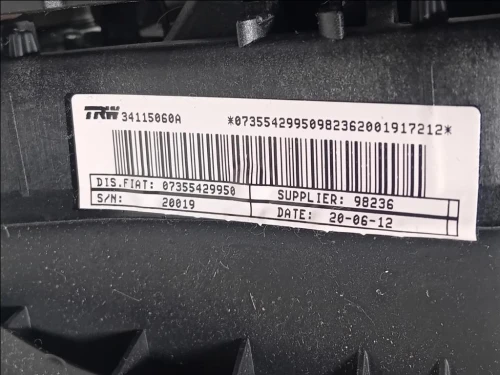 TRW 34115060A *07355429950982362001917212*
DIS.FIAT: 07355429950 SUPPLIER: 98236
S/N: 20019 DATE: 20-06-12